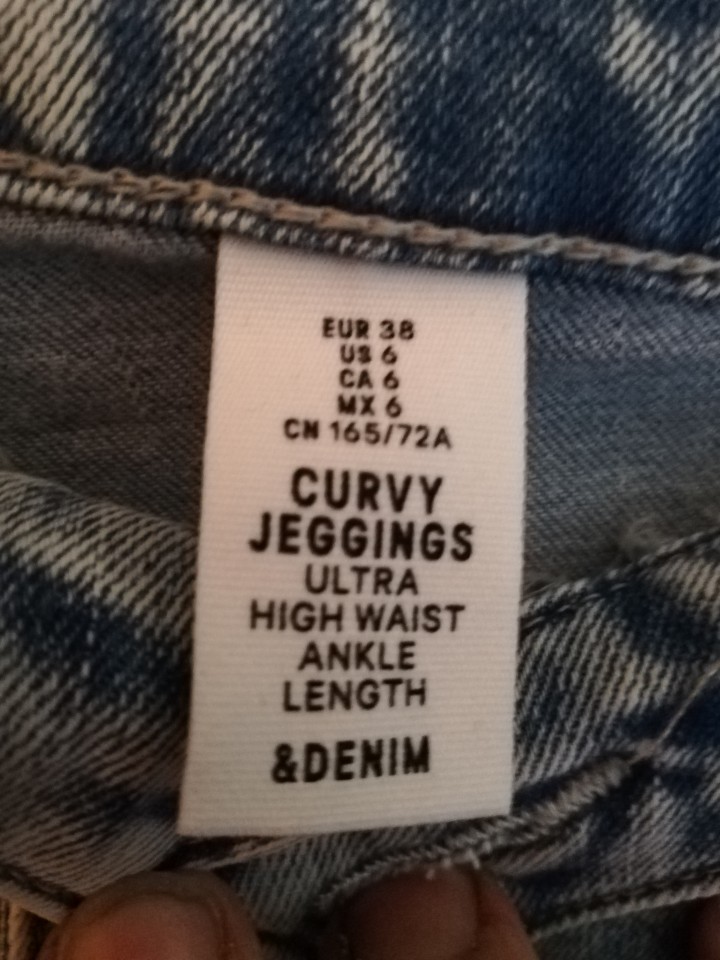 EUR 38
US 6
CA 6
MX 6
CN 165/72A
CURVY
JEGGINGS
ULTRA
HIGH WAIST
ANKLE
LENGTH
&DENIM